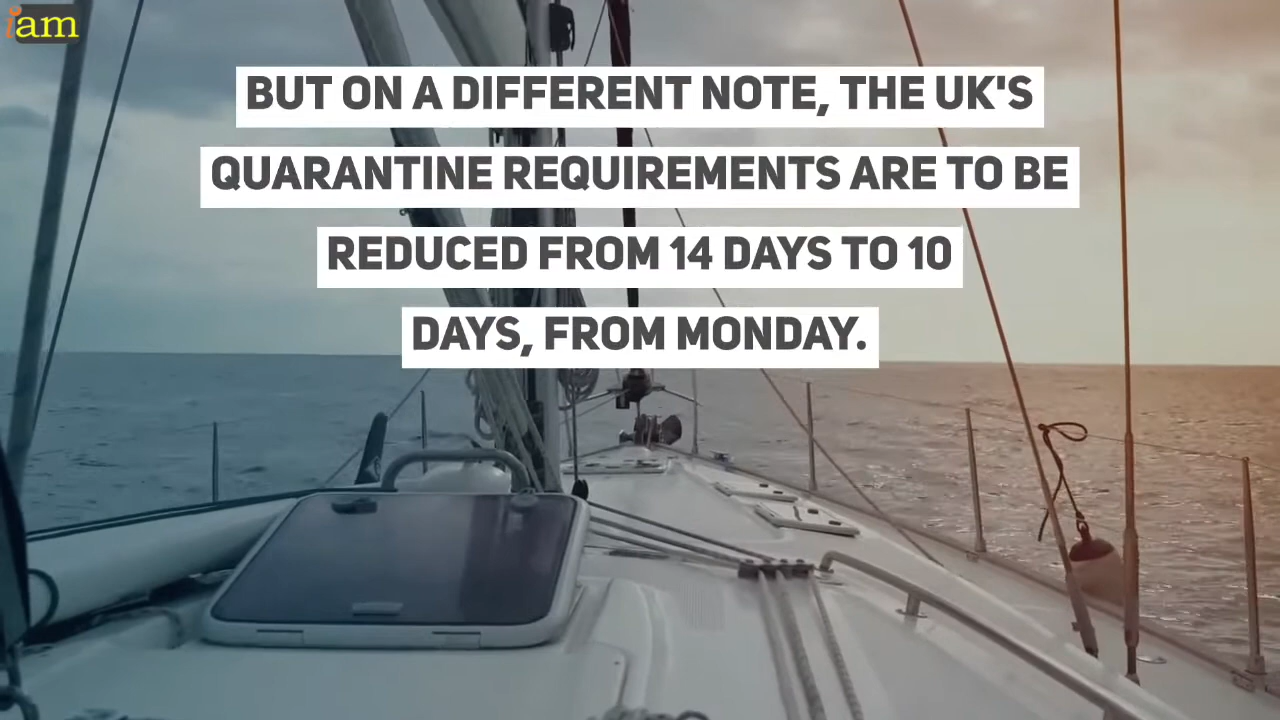 iam
BUT ON A DIFFERENT NOTE, THE UK'S
QUARANTINE REQUIREMENTS ARE TO BE
REDUCED FROM 14 DAYS TO 10
DAYS, FROM MONDAY.